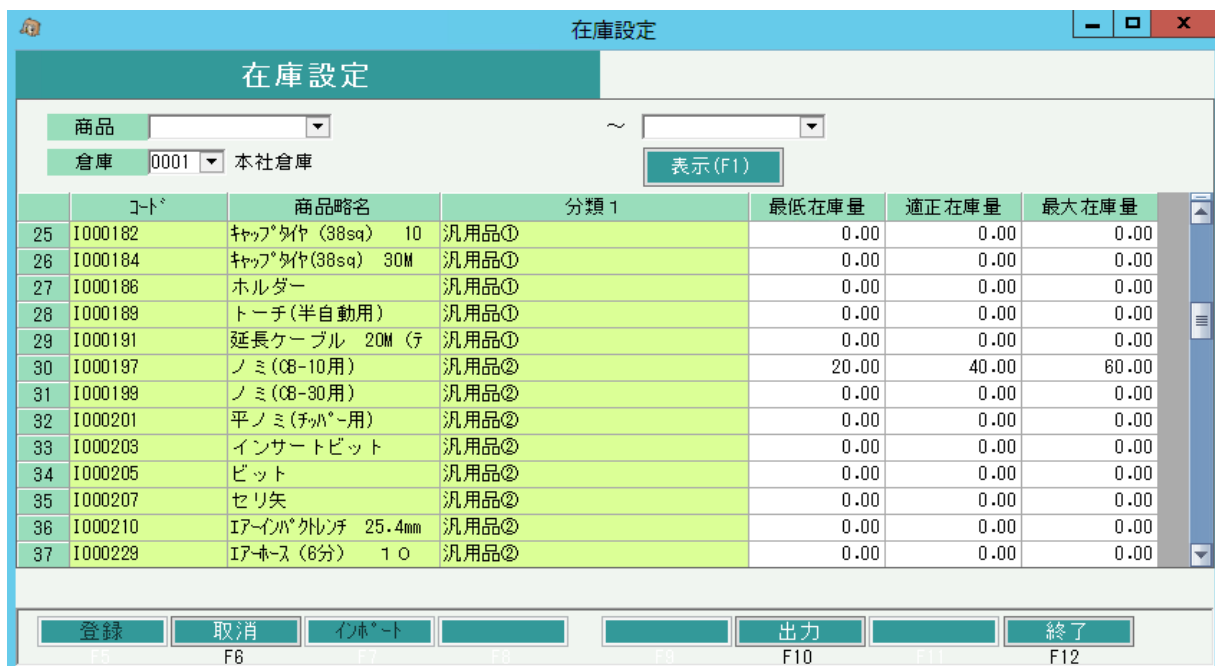 在庫設定
在庫設定
商品 ～
倉庫 0001 本社倉庫 表示(F1)
ｺｰﾄﾞ 商品略名 分類１ 最低在庫量 適正在庫量 最大在庫量
25 I000182 ｷｬｯﾌﾟﾀｲﾔ (38sq) 10 汎用品① 0.00 0.00 0.00
26 I000184 ｷｬｯﾌﾟﾀｲﾔ(38sq) 30M 汎用品① 0.00 0.00 0.00
27 I000186 ホルダー 汎用品① 0.00 0.00 0.00
28 I000189 トーチ(半自動用) 汎用品① 0.00 0.00 0.00
29 I000191 延長ケーブル 20M (テ 汎用品① 0.00 0.00 0.00
30 I000197 ノミ(CB-10用) 汎用品② 20.00 40.00 60.00
31 I000199 ノミ(CB-30用) 汎用品② 0.00 0.00 0.00
32 I000201 平ノミ(ﾁｯﾊﾟｰ用) 汎用品② 0.00 0.00 0.00
33 I000203 インサートビット 汎用品② 0.00 0.00 0.00
34 I000205 ビット 汎用品② 0.00 0.00 0.00
35 I000207 セリ矢 汎用品② 0.00 0.00 0.00
36 I000210 ｴｱｰｲﾝﾊﾟｸﾄﾚﾝﾁ 25.4mm 汎用品② 0.00 0.00 0.00
37 I000229 ｴｱｰﾎｰｽ (6分) １０ 汎用品② 0.00 0.00 0.00
登録 取消 ｲﾝﾎﾟｰﾄ 出力 終了
F5 F6 F7 F8 F9 F10 F11 F12